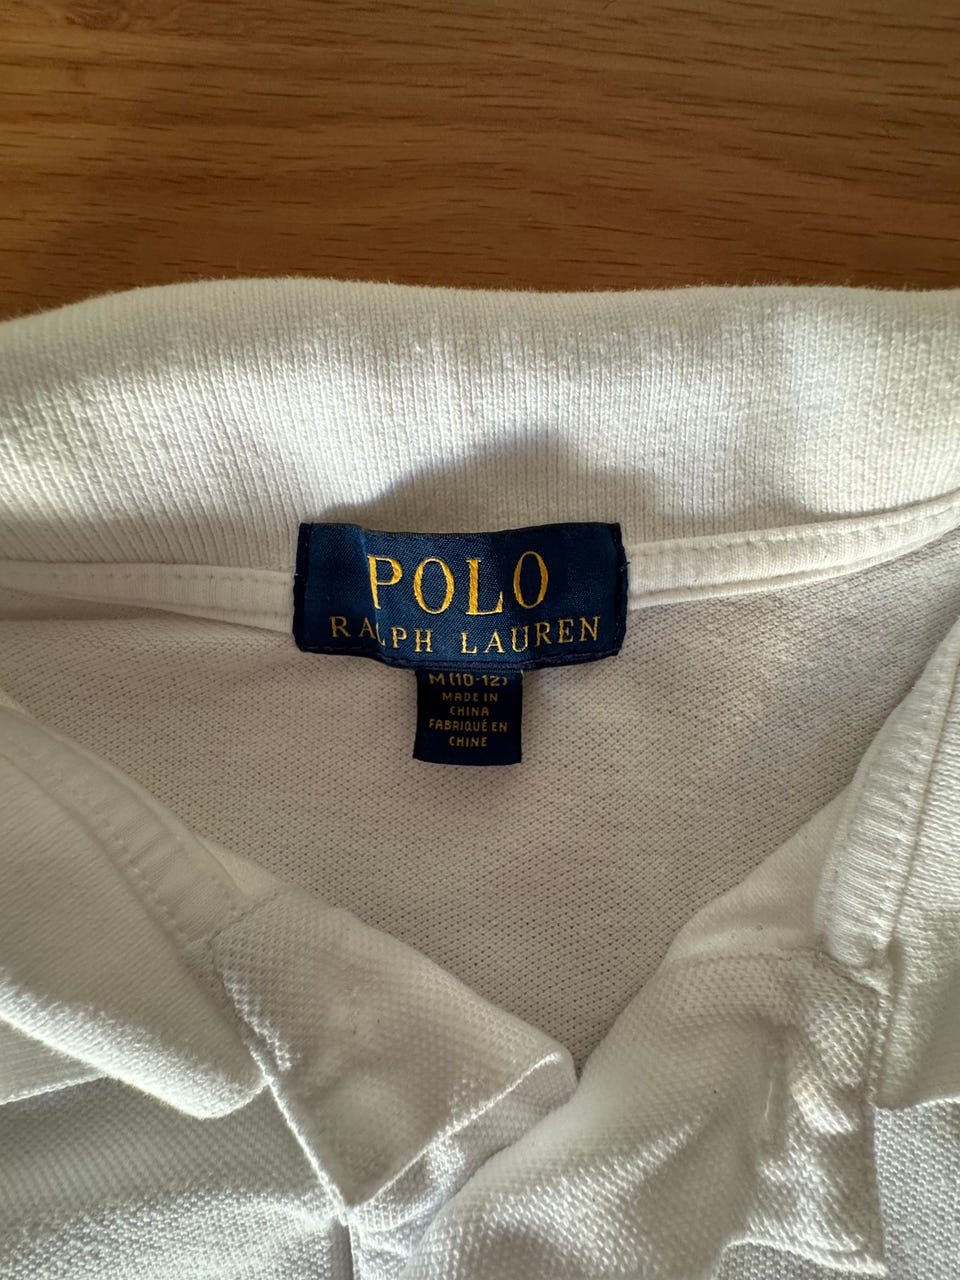 POLO
RALPH LAUREN
M (10-12)
MADE IN
CHINA
FABRIQUÉ EN
CHINE